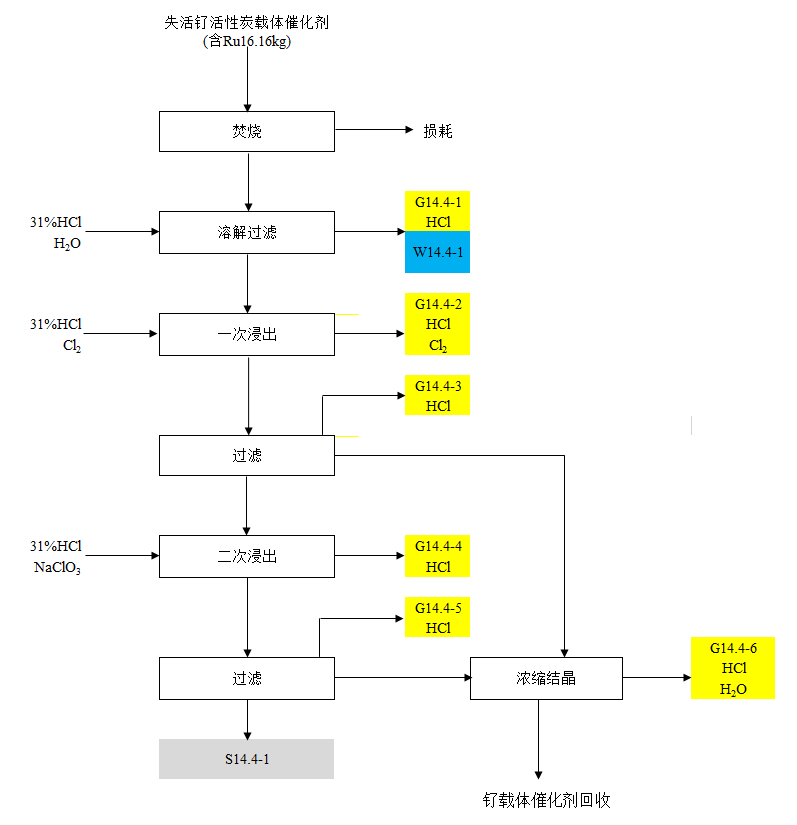 失活钌活性炭载体催化剂
(含Ru16.16kg)
焚烧
损耗
31%HCl
H₂O
溶解过滤
G14.4-1
HCl
W14.4-1
31%HCl
Cl₂
一次浸出
G14.4-2
HCl
Cl₂
G14.4-3
HCl
过滤
31%HCl
NaClO₃
二次浸出
G14.4-4
HCl
G14.4-5
HCl
过滤
浓缩结晶
G14.4-6
HCl
H₂O
S14.4-1
钌载体催化剂回收